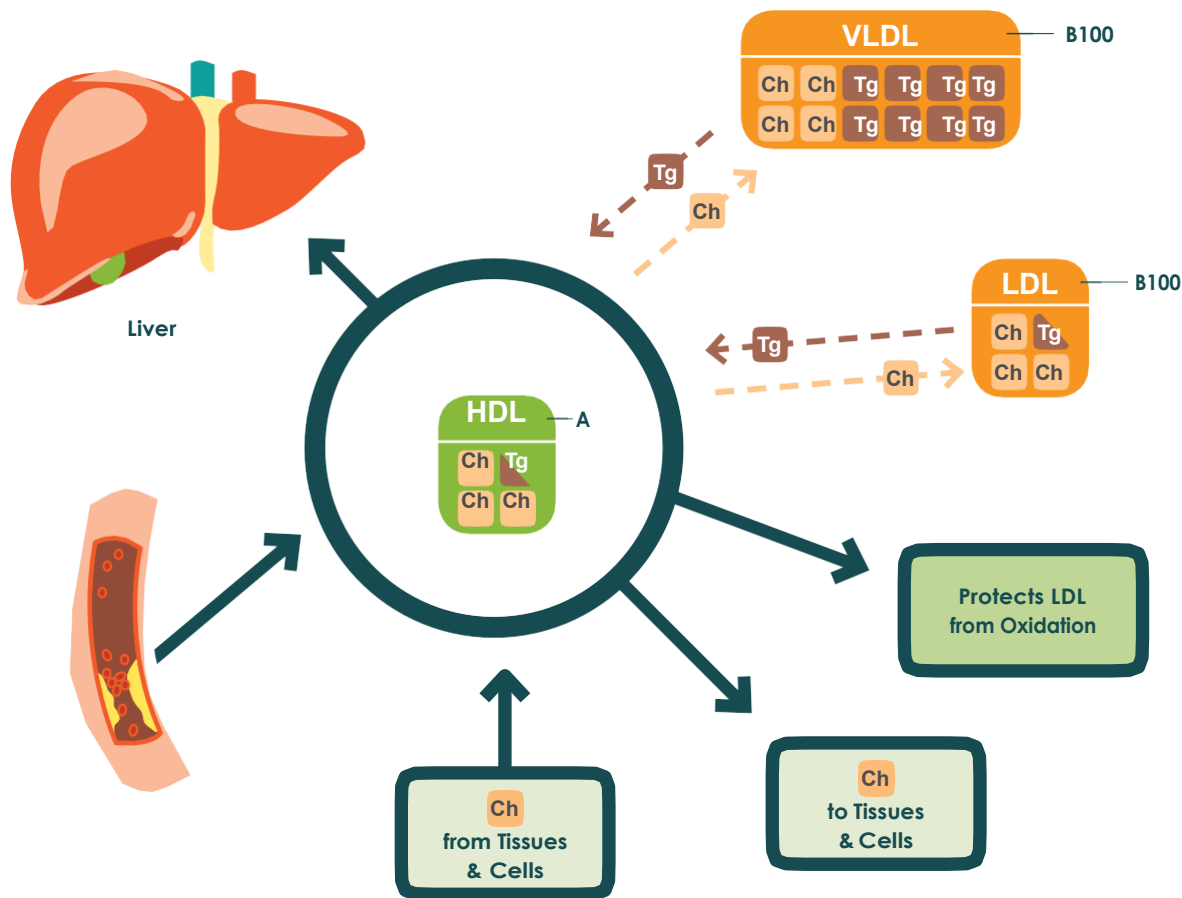 VLDL
B100
Ch Ch Tg Tg Tg Tg
Ch Ch Tg Tg Tg Tg
Tg
Ch
Liver
LDL
B100
Ch Tg
Ch Ch
Tg
Ch
HDL
A
Ch Tg
Ch Ch
Protects LDL
from Oxidation
Ch
to Tissues
& Cells
Ch
from Tissues
& Cells